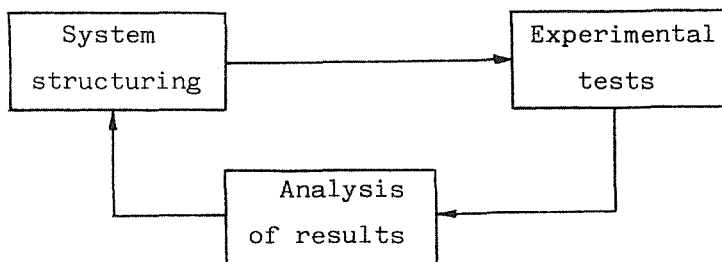 System
structuring
Experimental
tests
Analysis
of results